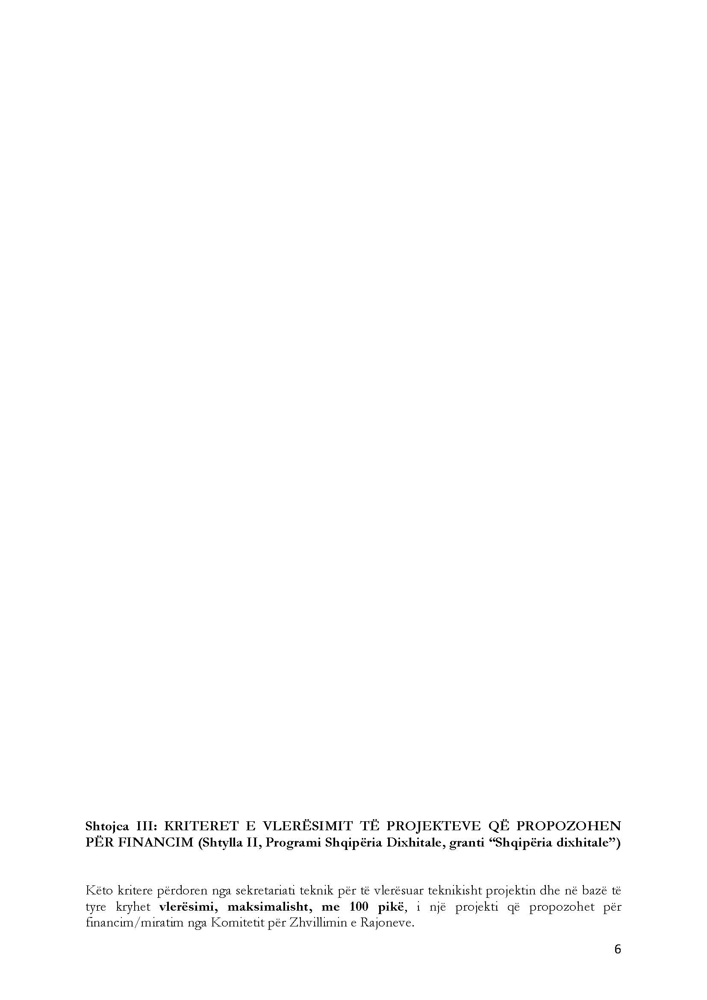 Shtojca III: KRITERET E VLERËSIMIT TË PROJEKTEVE QË PROPOZOHEN
PËR FINANCIM (Shtylla II, Programi Shqipëria Dixhitale, granti “Shqipëria dixhitale”)
Këto kritere përdoren nga sekretariati teknik për të vlerësuar teknikisht projektin dhe në bazë të
tyre kryhet vlerësimi, maksimalisht, me 100 pikë, i një projekti që propozohet për
financim/miratim nga Komitetit për Zhvillimin e Rajoneve.
6